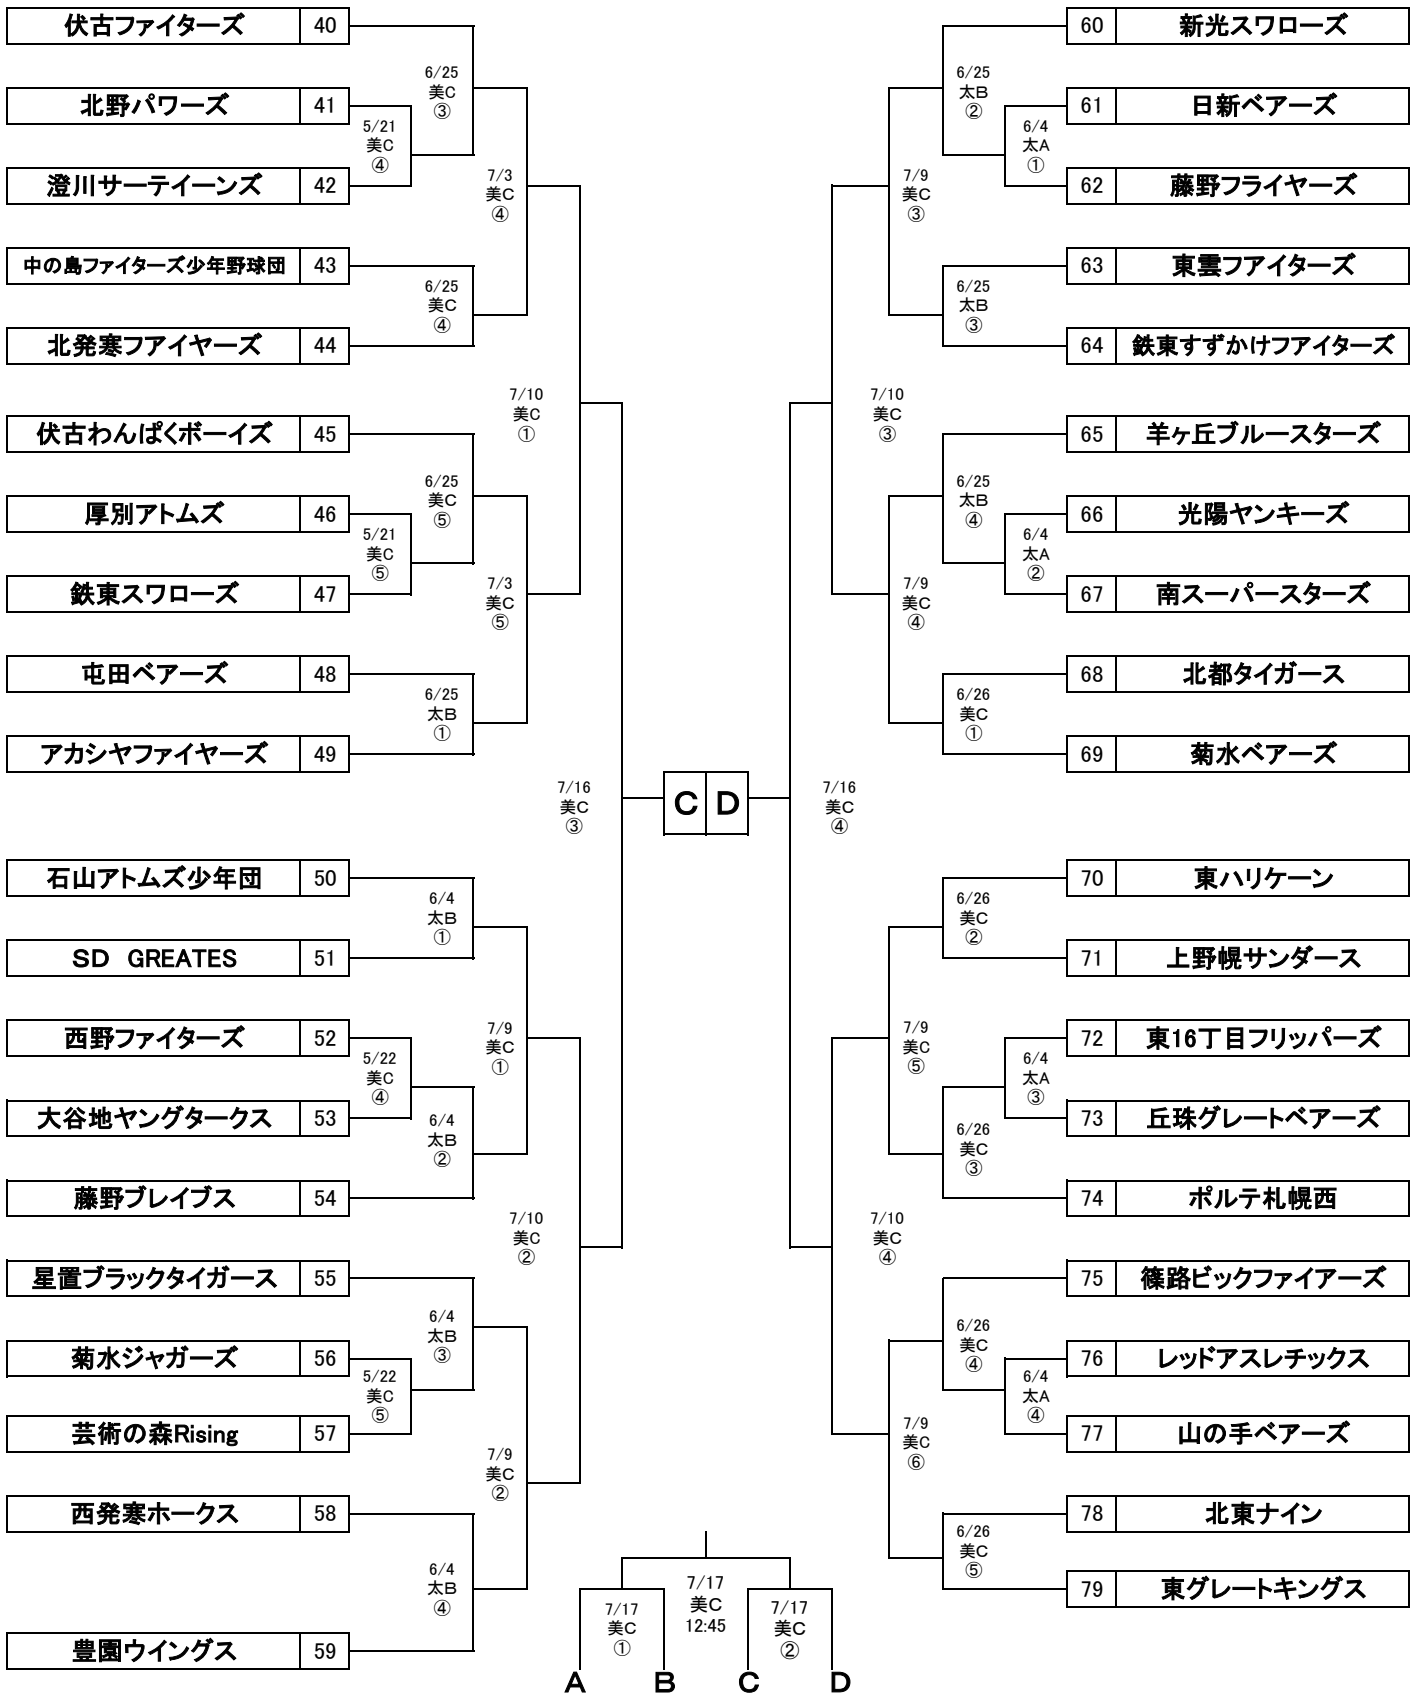 伏古ファイターズ 40
北野パワーズ 41
澄川サーテイーンズ 42
中の島ファイターズ少年野球団 43
北発寒フアイヤーズ 44
伏古わんぱくボーイズ 45
厚別アトムズ 46
鉄東スワローズ 47
屯田ベアーズ 48
アカシヤファイヤーズ 49
石山アトムズ少年団 50
SD GREATES 51
西野ファイターズ 52
大谷地ヤングタークス 53
藤野ブレイブス 54
星置ブラックタイガース 55
菊水ジャガーズ 56
芸術の森Rising 57
西発寒ホークス 58
豊園ウイングス 59
5/21
美C
④
5/21
美C
⑤
5/22
美C
④
5/22
美C
⑤
6/25
美C
③
6/25
美C
④
6/25
美C
⑤
6/25
太B
①
6/4
太B
①
6/4
太B
②
6/4
太B
③
6/4
太B
④
7/3
美C
④
7/3
美C
⑤
7/9
美C
①
7/9
美C
②
7/10
美C
①
7/10
美C
②
7/16
美C
③
C D
7/16
美C
④
7/10
美C
③
7/10
美C
④
7/9
美C
③
7/9
美C
④
7/9
美C
⑤
7/9
美C
⑥
6/25
太B
②
6/25
太B
③
6/25
太B
④
6/26
美C
①
6/26
美C
②
6/26
美C
③
6/26
美C
④
6/26
美C
⑤
6/4
太A
①
6/4
太A
②
6/4
太A
③
6/4
太A
④
60 新光スワローズ
61 日新ベアーズ
62 藤野フライヤーズ
63 東雲フアイターズ
64 鉄東すずかけフアイターズ
65 羊ヶ丘ブルースターズ
66 光陽ヤンキーズ
67 南スーパースターズ
68 北都タイガース
69 菊水ベアーズ
70 東ハリケーン
71 上野幌サンダース
72 東16丁目フリッパーズ
73 丘珠グレートベアーズ
74 ポルテ札幌西
75 篠路ビックファイアーズ
76 レッドアスレチックス
77 山の手ベアーズ
78 北東ナイン
79 東グレートキングス
7/17
美C
12:45
7/17
美C
①
7/17
美C
②
A B C D